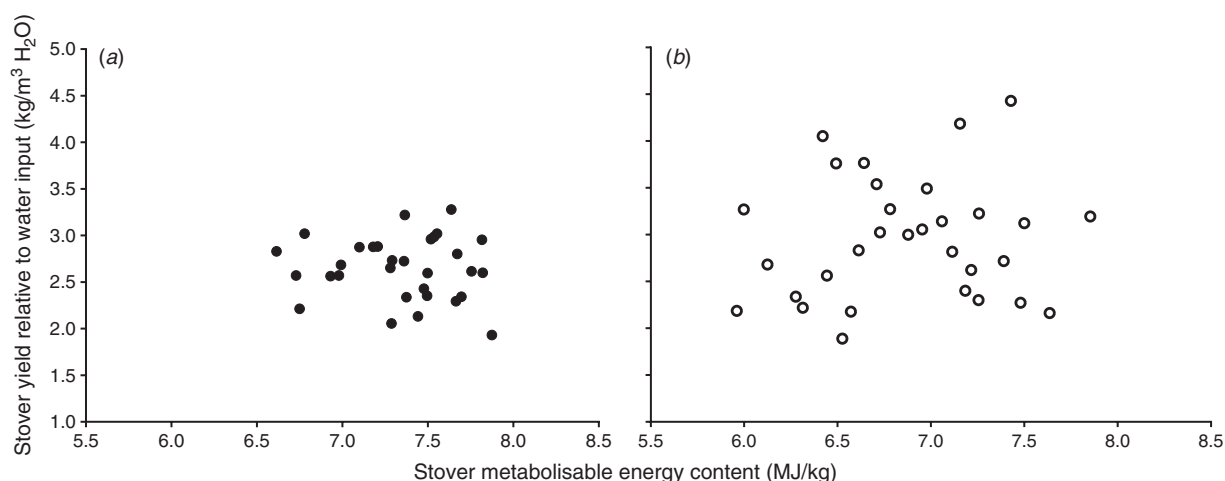 Stover yield relative to water input (kg/m³ H₂O)
5.0
4.5
4.0
3.5
3.0
2.5
2.0
1.5
1.0
(a)
(b)
5.5 6.0 6.5 7.0 7.5 8.0 8.5
5.5 6.0 6.5 7.0 7.5 8.0 8.5
Stover metabolisable energy content (MJ/kg)